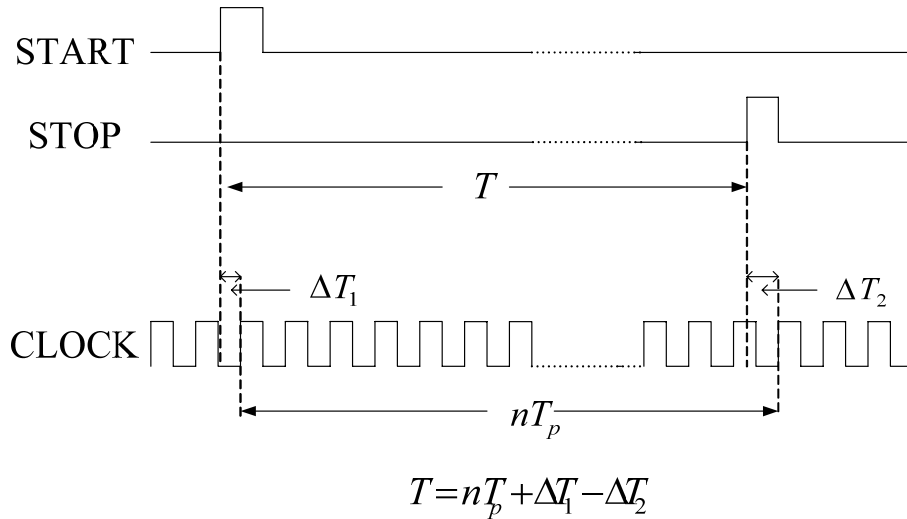 START
STOP
T
ΔT₁
ΔT₂
CLOCK
nTₚ
T=nTₚ+ΔT₁−ΔT₂